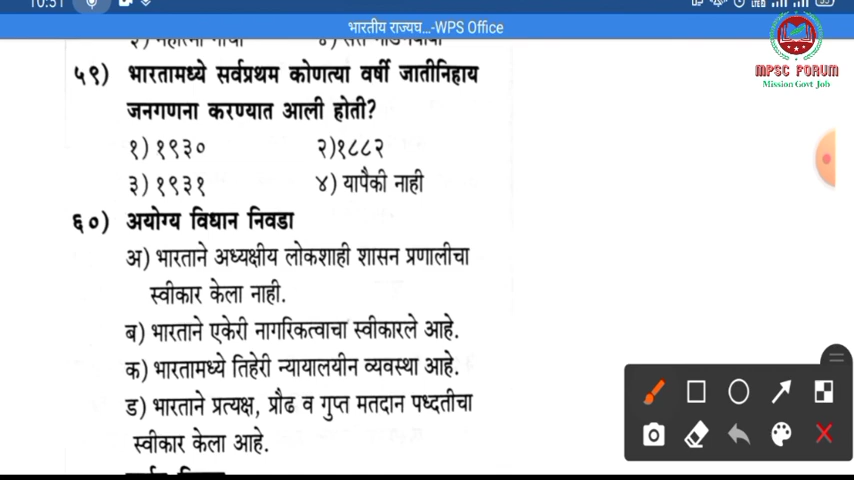 10:51
भारतीय राज्यघ...-WPS Office
MPSC FORUM
Mission Govt Job
५९) भारतामध्ये सर्वप्रथम कोणत्या वर्षी जातीनिहाय
जनगणना करण्यात आली होती?
१) १९३० २)१८८२
३) १९३१ ४) यापैकी नाही
६०) अयोग्य विधान निवडा
अ) भारताने अध्यक्षीय लोकशाही शासन प्रणालीचा
स्वीकार केला नाही.
ब) भारताने एकेरी नागरिकत्वाचा स्वीकारले आहे.
क) भारतामध्ये तिहेरी न्यायालयीन व्यवस्था आहे.
ड) भारताने प्रत्यक्ष, प्रौढ व गुप्त मतदान पध्दतीचा
स्वीकार केला आहे.